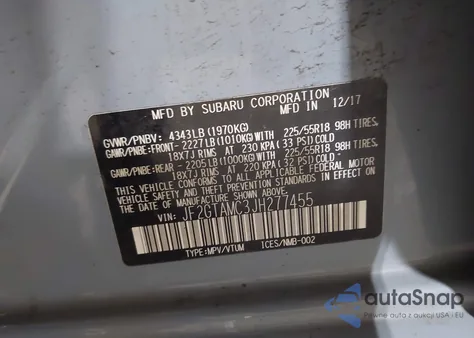 MFD BY SUBARU CORPORATION
MFD IN 12/17
GVWR/PNBV: 4343LB(1970KG)
GAWR/PNBE:FRONT-2227LB(1010KG)WITH 225/55R18 98H TIRES
18X7J RIMS AT 230 KPA (33 PSI) COLD
GAWR/PNBE:REAR -2205LB(1000KG)WITH 225/55R18 98H TIRES
18X7J RIMS AT 220 KPA (32 PSI) COLD
THIS VEHICLE CONFORMS TO ALL APPLICABLE FEDERAL MOTOR
VEHICLE SAFETY AND THEFT PREVENTION STANDARDS IN EFFECT
ON THE DATE OF MANUFACTURE SHOWN ABOVE.
VIN: JF2GTAMC3JH277455
TYPE:MPV/VTUM ICES/NMB-002
autoSnap
Autoauction of USA i EU